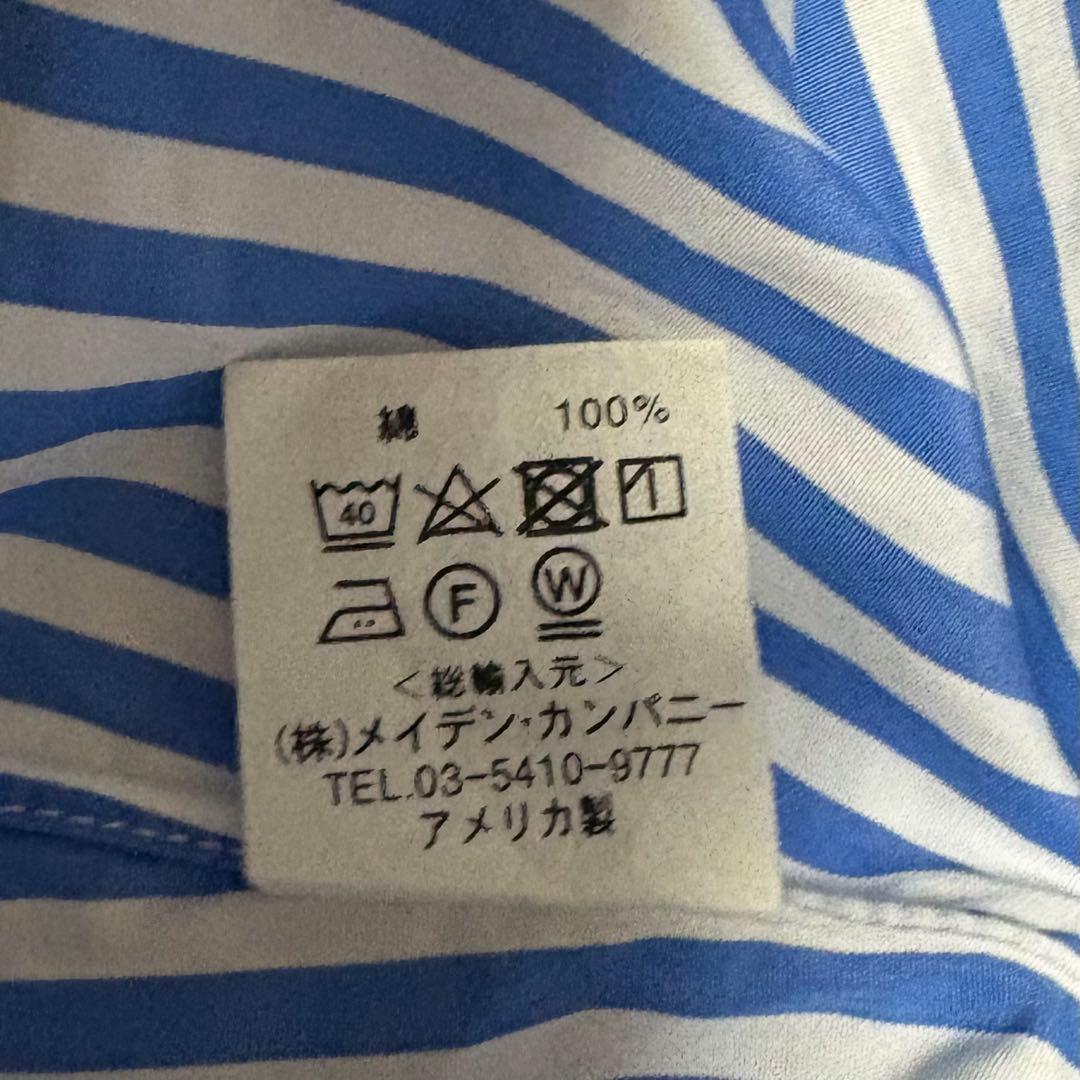 綿 100%
40
F W
＜総輸入元＞
(株)メイデン・カンパニー
TEL.03-5410-9777
アメリカ製